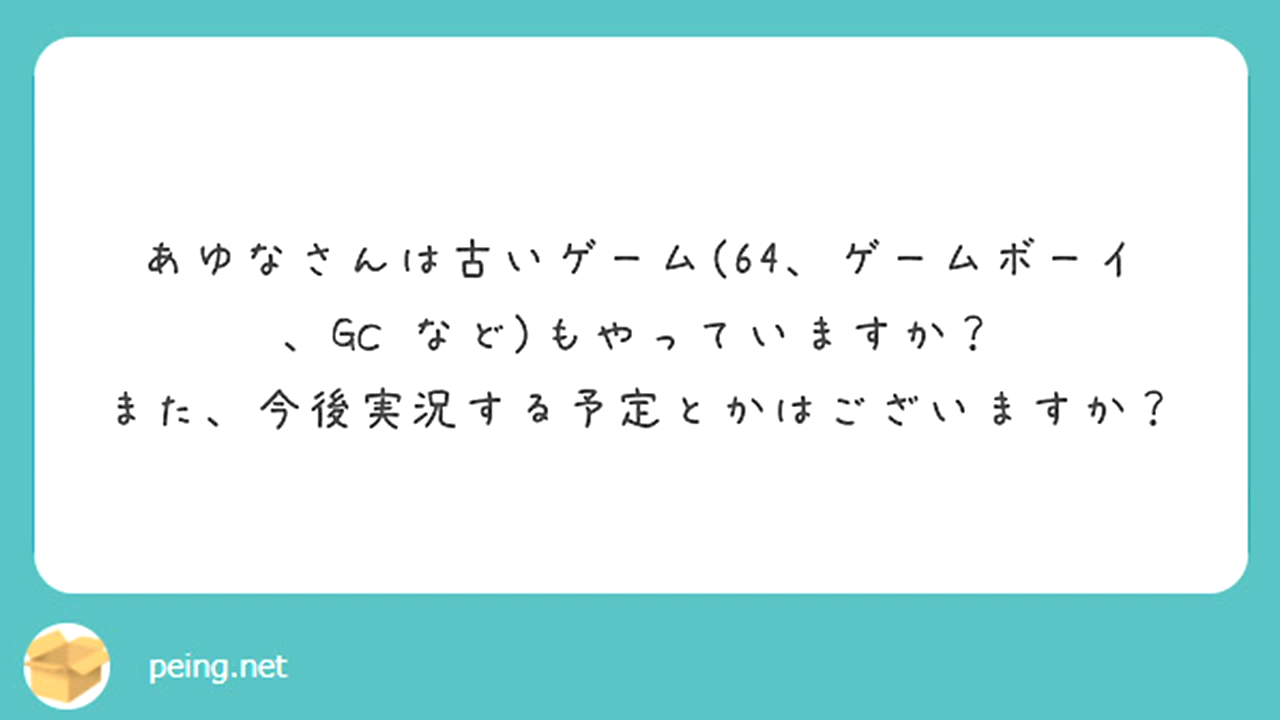 あゆなさんは古いゲーム(64、ゲームボーイ
、GC など)もやっていますか？
また、今後実況する予定とかはございますか？
peing.net